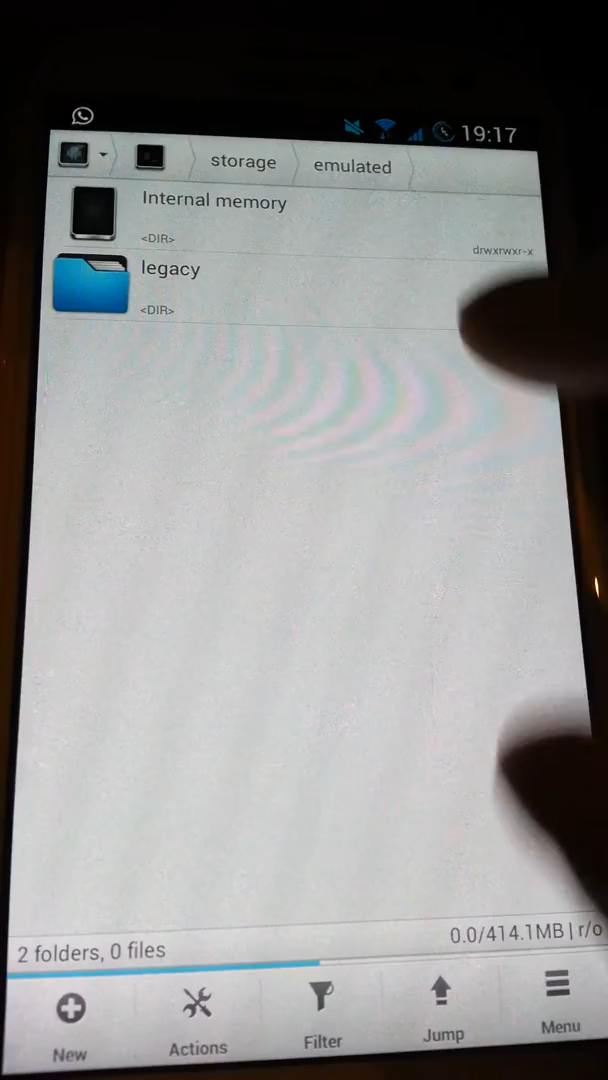 19:17
storage
emulated
Internal memory
<DIR>
drwxrwxr-x
legacy
<DIR>
2 folders, 0 files
0.0/414.1MB | r/o
New
Actions
Filter
Jump
Menu